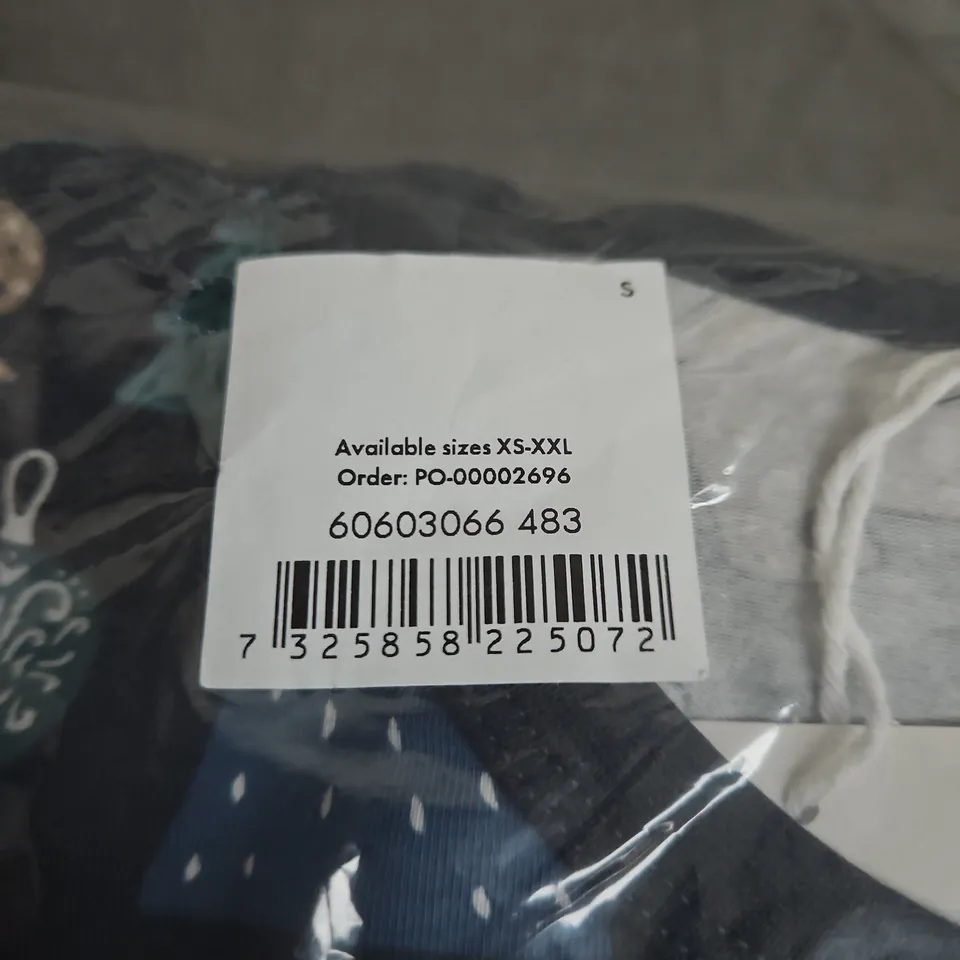 S
Available sizes XS-XXL
Order: PO-00002696
60603066 483
7 325858 225072